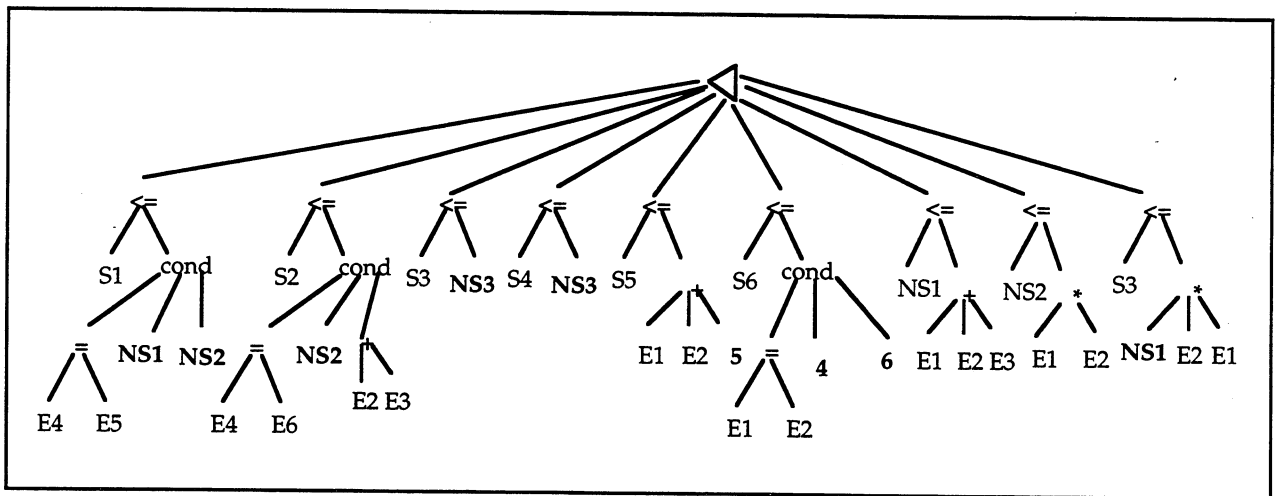 <= <= <= <= <= <= <= <= <=
S1 cond S2 cond S3 NS3 S4 NS3 S5 + S6 cond NS1 + NS2 * S3 *
= NS1 NS2 = NS2 + E1 E2 5 = 4 6 E1 E2 E3 E1 E2 NS1 E2 E1
E4 E5 E4 E6 E2 E3 E1 E2